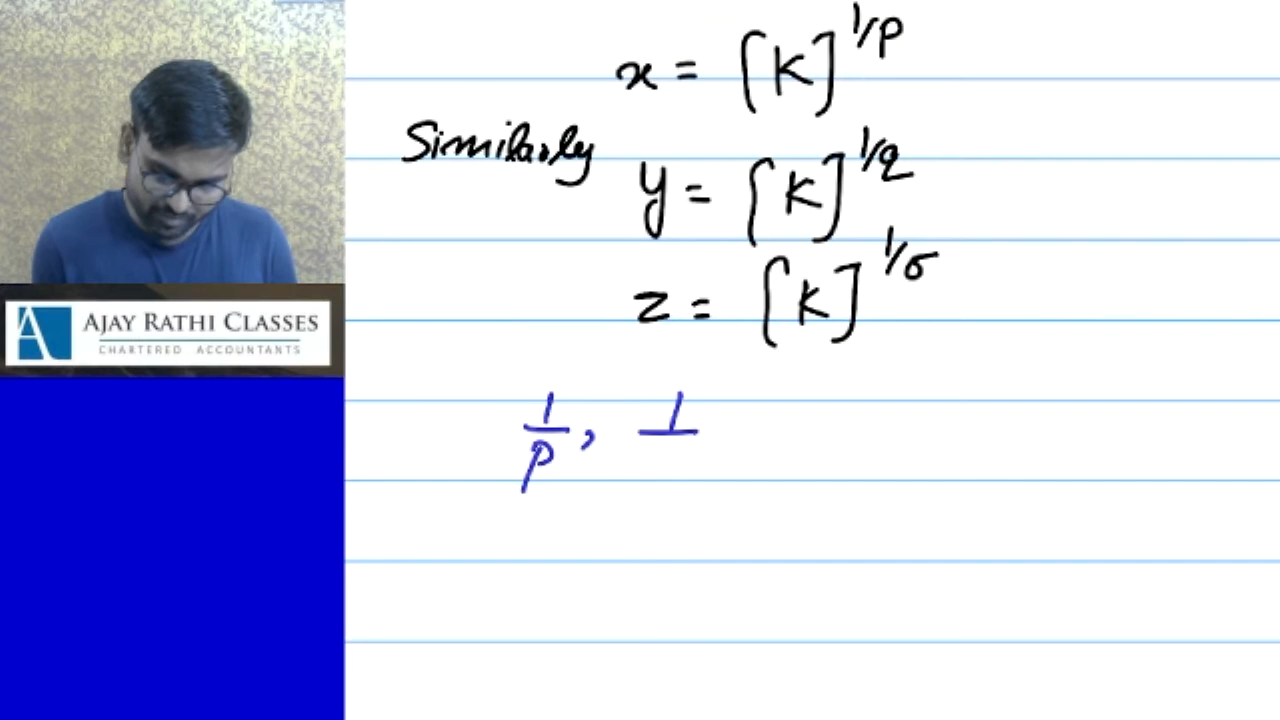 x = [K]^{1/p}
Similarly
y = [K]^{1/q}
z = [K]^{1/σ}
AJAY RATHI CLASSES
CHARTERED ACCOUNTANTS
1/p, 1/